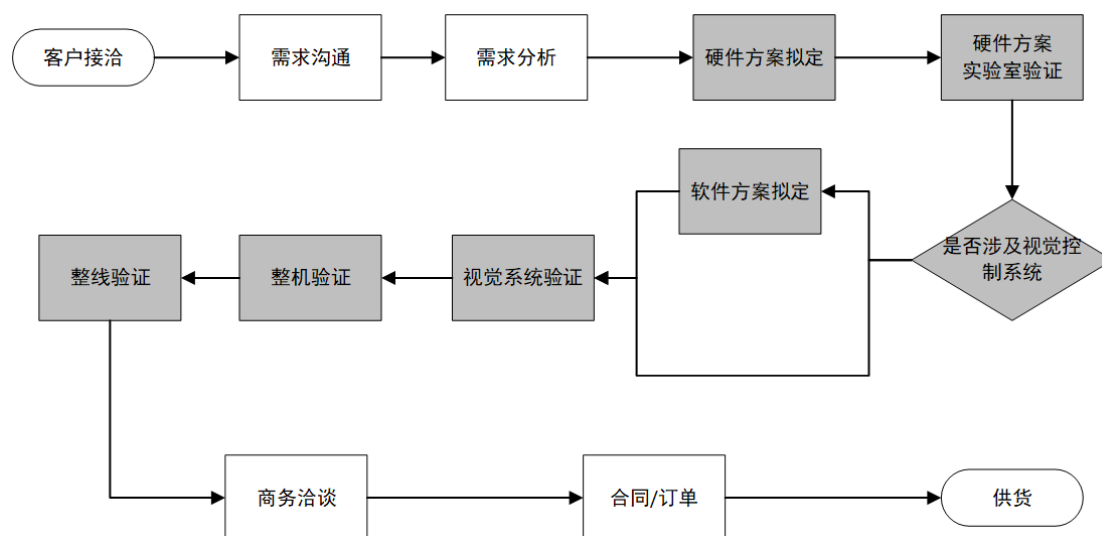 客户接洽
需求沟通
需求分析
硬件方案拟定
硬件方案
实验室验证
是否涉及视觉控
制系统
软件方案拟定
视觉系统验证
整机验证
整线验证
商务洽谈
合同/订单
供货